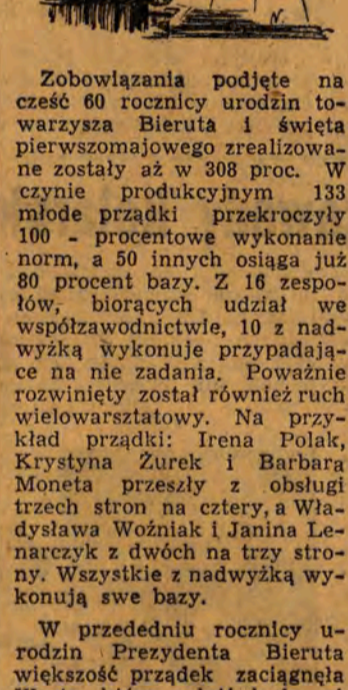 Zobowiązania podjęte na
cześć 60 rocznicy urodzin to-
warzysza Bieruta i święta
pierwszomajowego zrealizowa-
ne zostały aż w 308 proc. W
czynie produkcyjnym 133
młode prządki przekroczyły
100 - procentowe wykonanie
norm, a 50 innych osiąga już
80 procent bazy. Z 16 zespo-
łów, biorących udział we
współzawodnictwie, 10 z nad-
wyżką wykonuje przypadają-
ce na nie zadania. Poważnie
rozwinięty został również ruch
wielowarsztatowy. Na przy-
kład prządki: Irena Polak,
Krystyna Żurek i Barbara
Moneta przeszły z obsługi
trzech stron na cztery, a Wła-
dysława Woźniak i Janina Le-
narczyk z dwóch na trzy stro-
ny. Wszystkie z nadwyżką wy-
konują swe bazy.
W przededniu rocznicy u-
rodzin Prezydenta Bieruta
większość prządek zaciągnęła